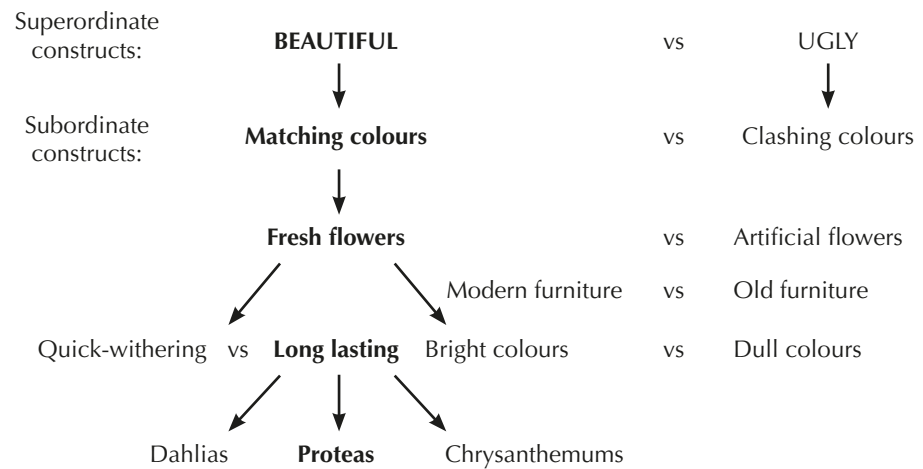 Superordinate
constructs:
BEAUTIFUL vs UGLY
Subordinate
constructs:
Matching colours vs Clashing colours
Fresh flowers vs Artificial flowers
Modern furniture vs Old furniture
Quick-withering vs Long lasting Bright colours vs Dull colours
Dahlias Proteas Chrysanthemums